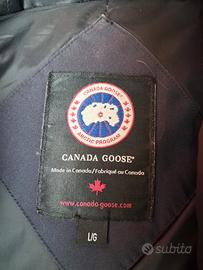 CANADA GOOSE
ARCTIC PROGRAM
CANADA GOOSE®
Made in Canada/Fabriqué au Canada
www.canada-goose.com
L/G
subito